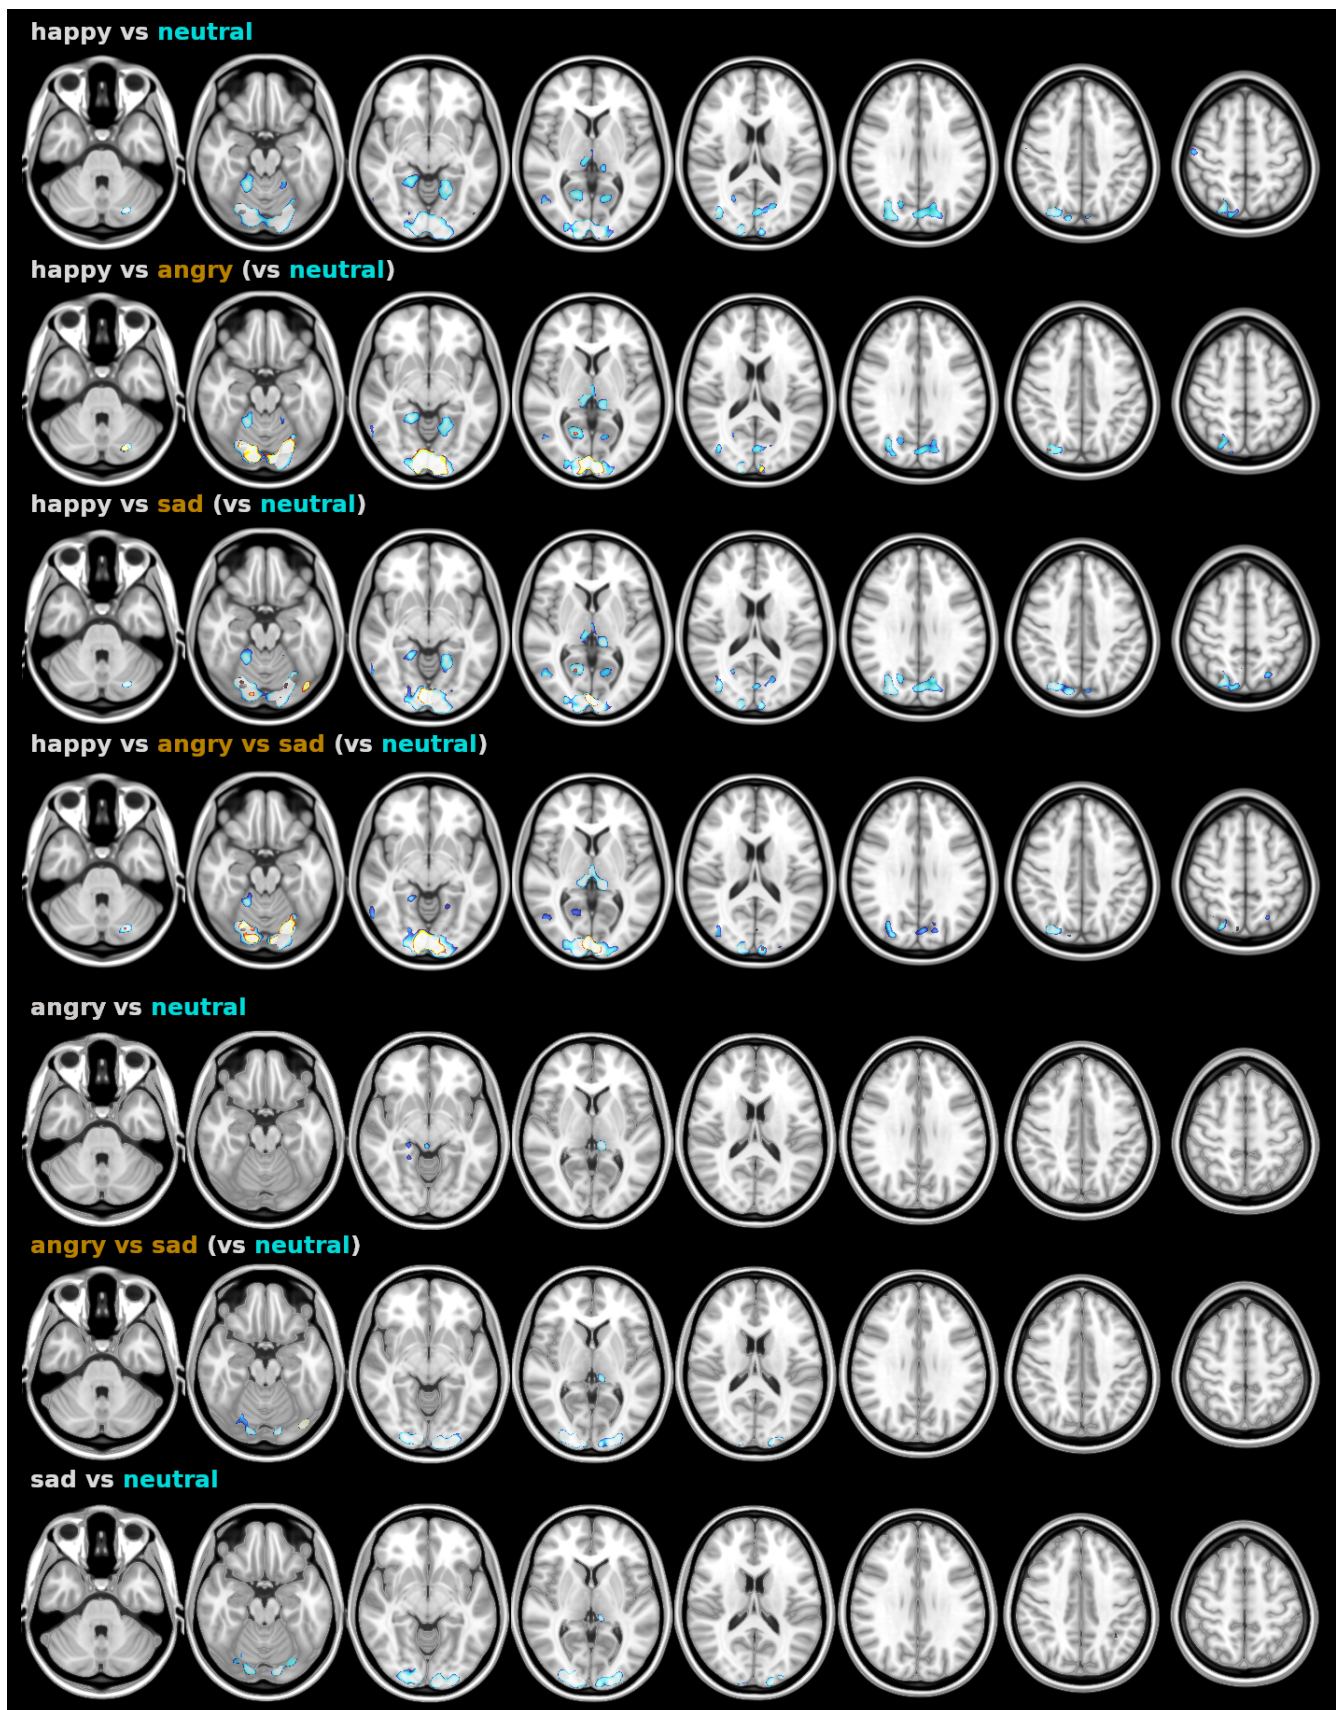 happy vs neutral
happy vs angry (vs neutral)
happy vs sad (vs neutral)
happy vs angry vs sad (vs neutral)
angry vs neutral
angry vs sad (vs neutral)
sad vs neutral